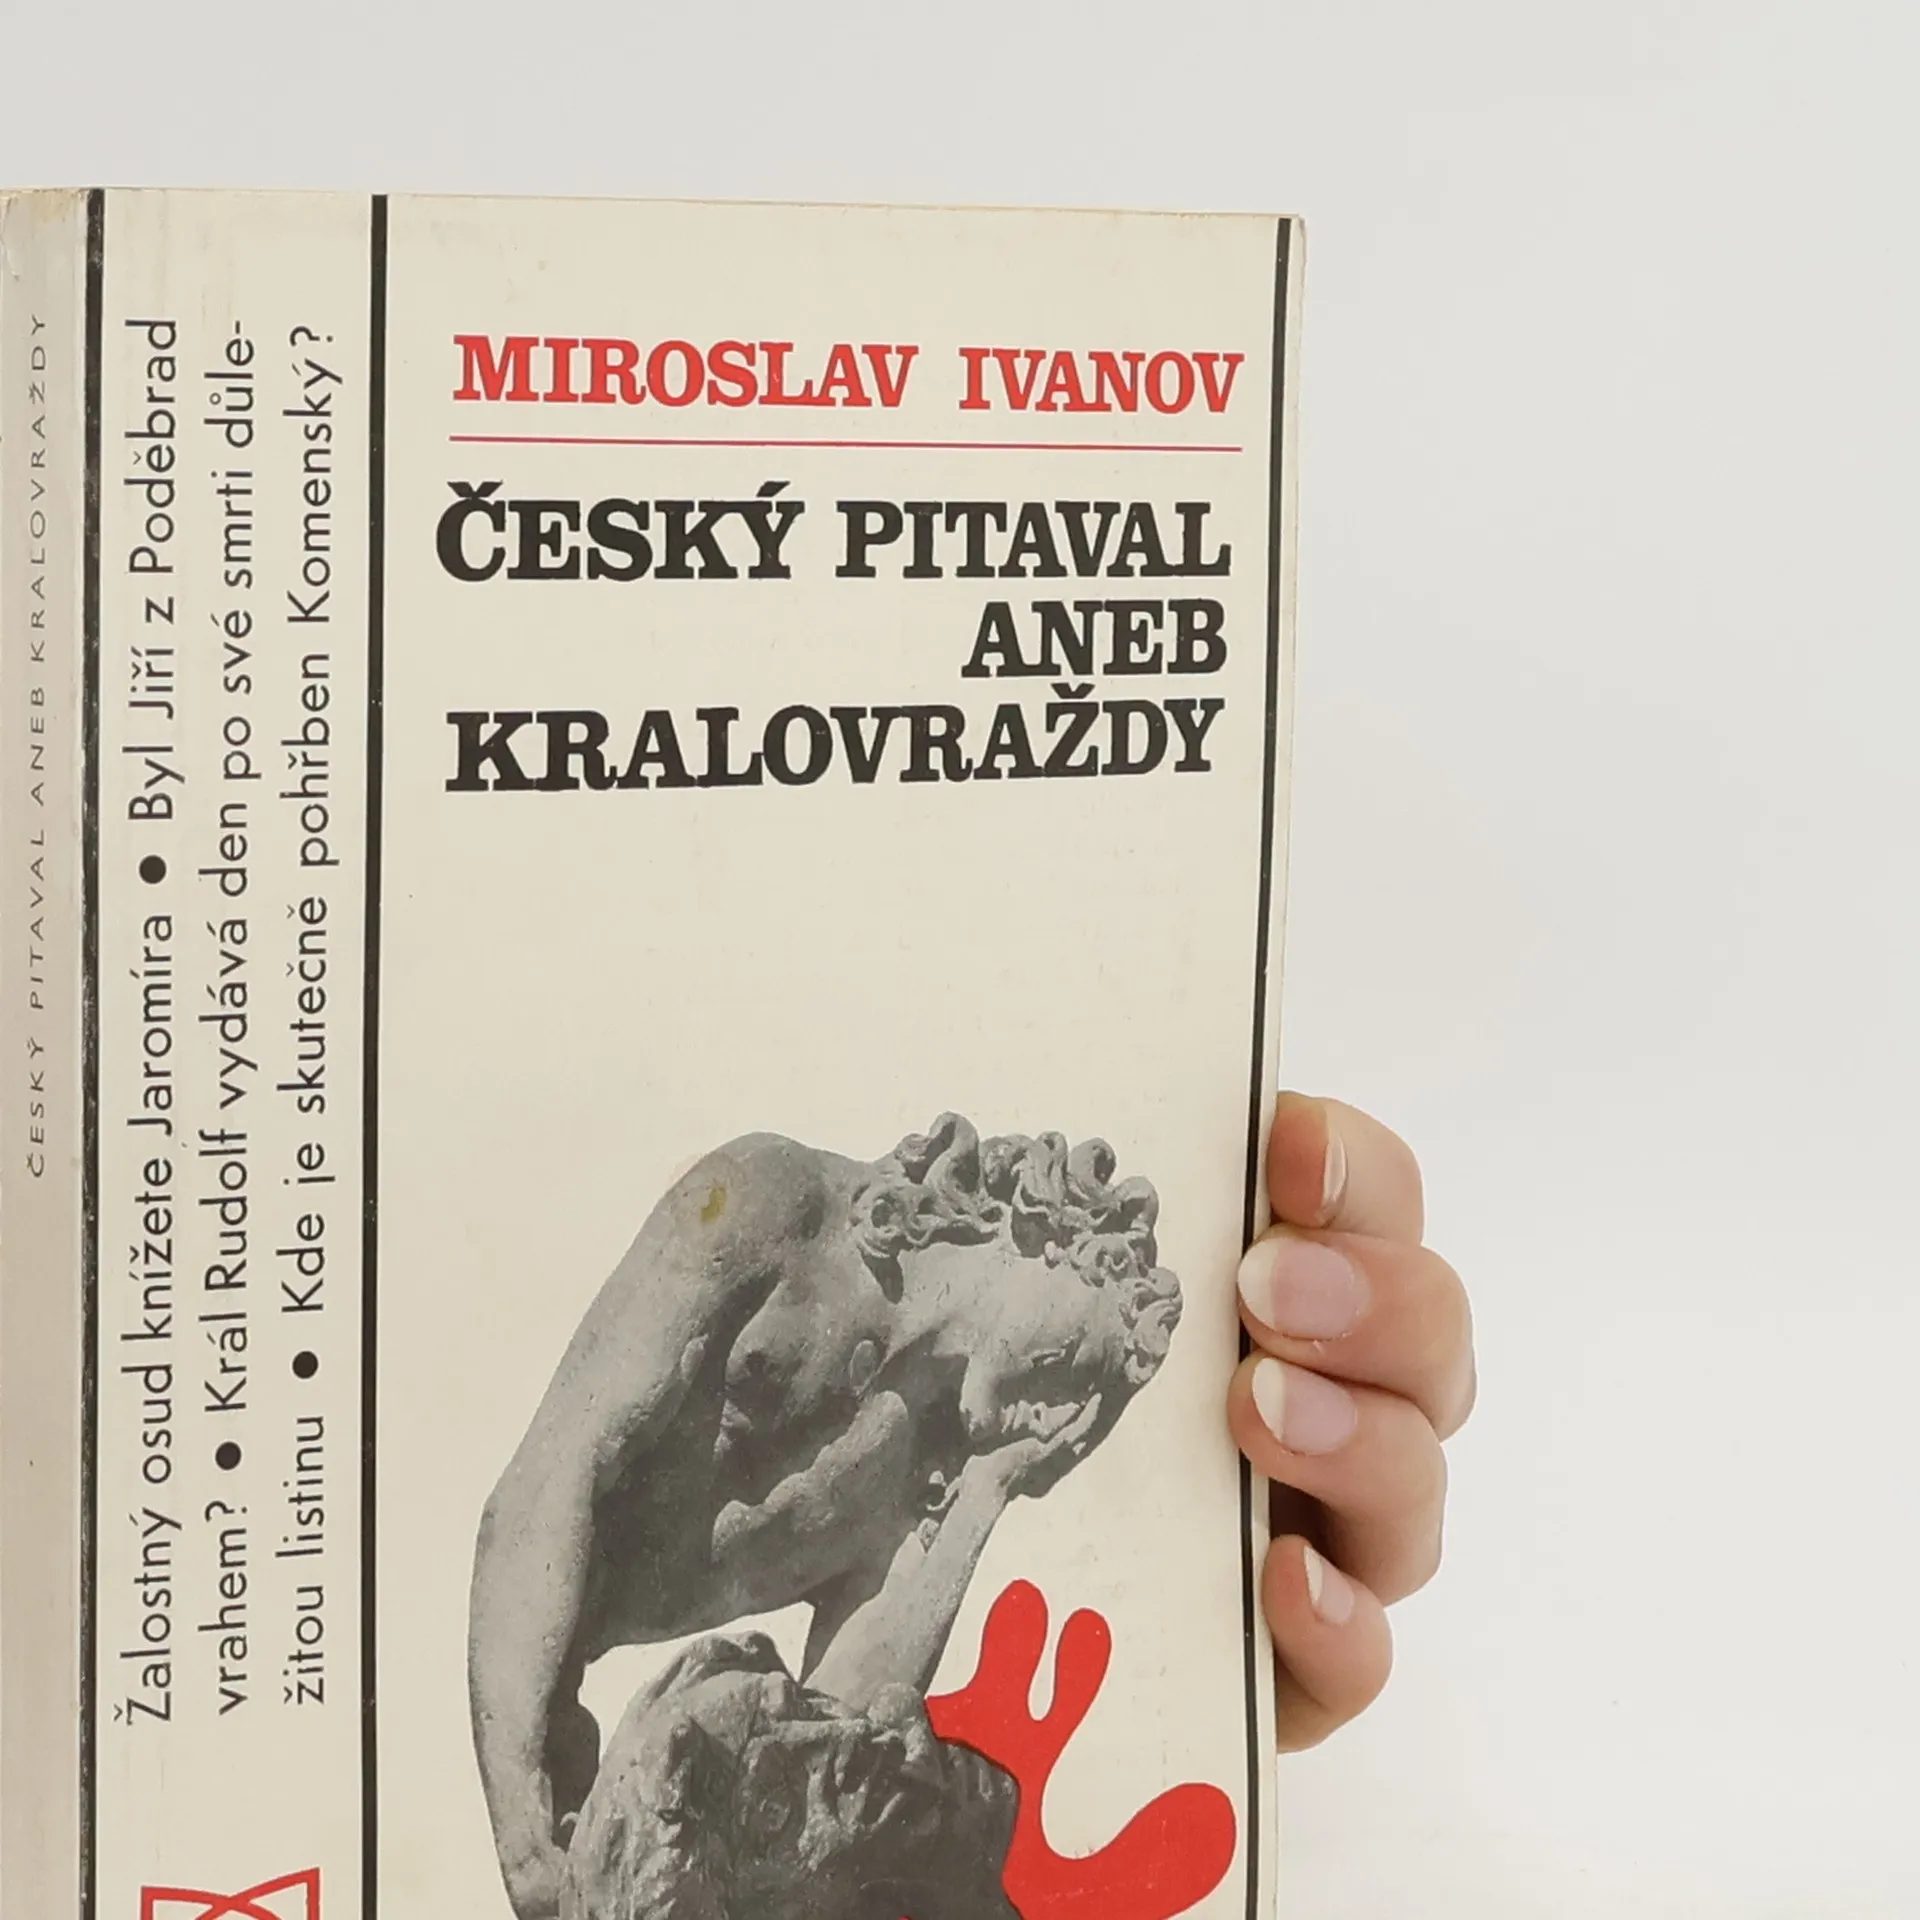 MIROSLAV IVANOV
ČESKÝ PITAVAL
ANEB
KRALOVRAŽDY
Žalostný osud knížete Jaromíra • Byl Jiří z Poděbrad
vrahem? • Král Rudolf vydává den po své smrti důle-
žitou listinu • Kde je skutečně pohřben Komenský?
ČESKÝ PITAVAL ANEB KRALOVRAŽDY